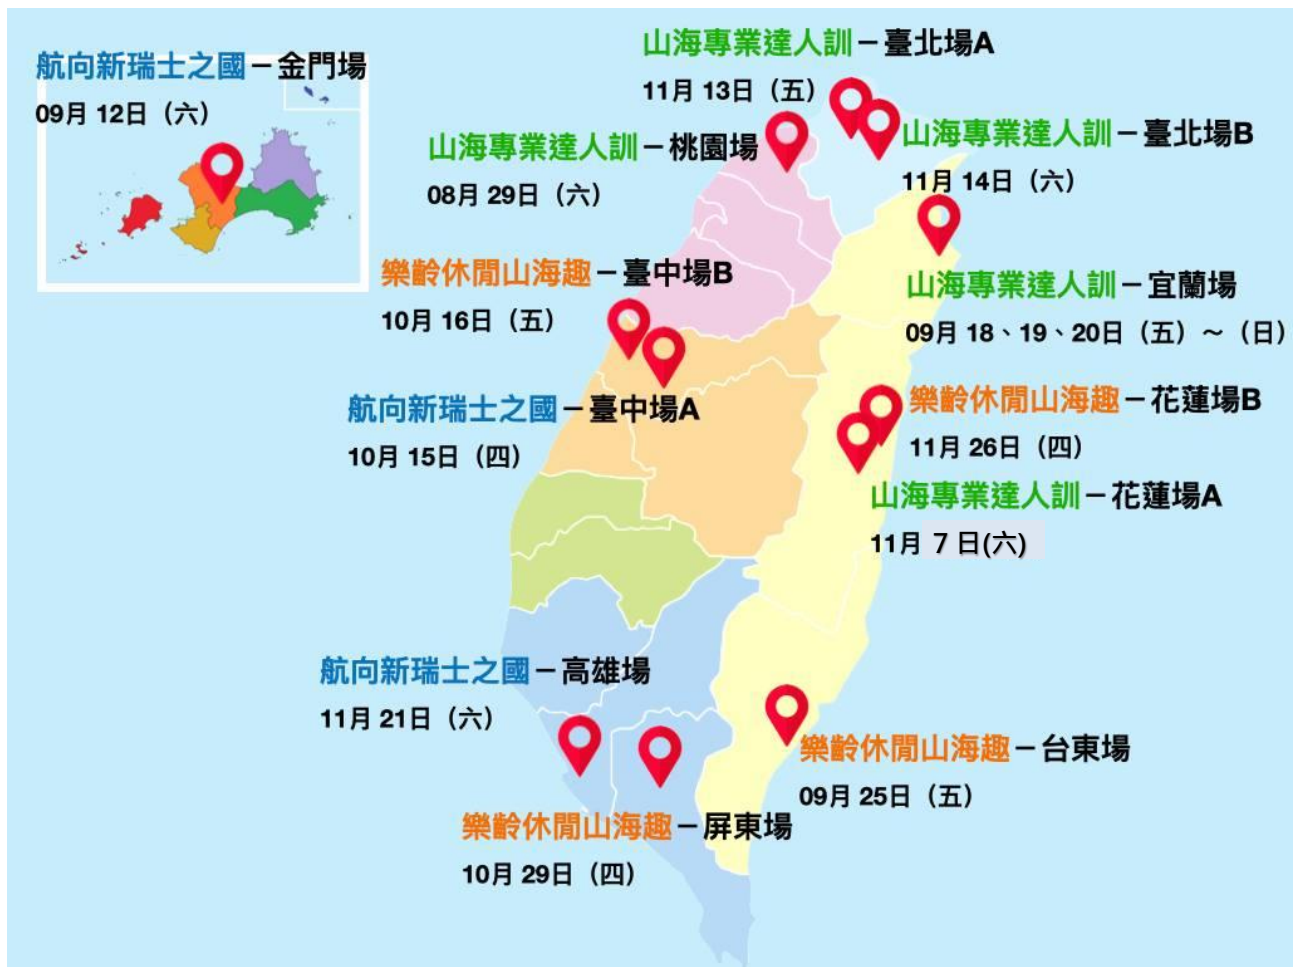 航向新瑞士之國－金門場
09月 12日（六）
山海專業達人訓－臺北場A
11月 13日（五）
山海專業達人訓－桃園場
08月 29日（六）
山海專業達人訓－臺北場B
11月 14日（六）
樂齡休閒山海趣－臺中場B
10月 16日（五）
山海專業達人訓－宜蘭場
09月 18、19、20日（五）～（日）
航向新瑞士之國－臺中場A
10月 15日（四）
樂齡休閒山海趣－花蓮場B
11月 26日（四）
山海專業達人訓－花蓮場A
11月 7 日(六)
航向新瑞士之國－高雄場
11月 21日（六）
樂齡休閒山海趣－台東場
09月 25日（五）
樂齡休閒山海趣－屏東場
10月 29日（四）